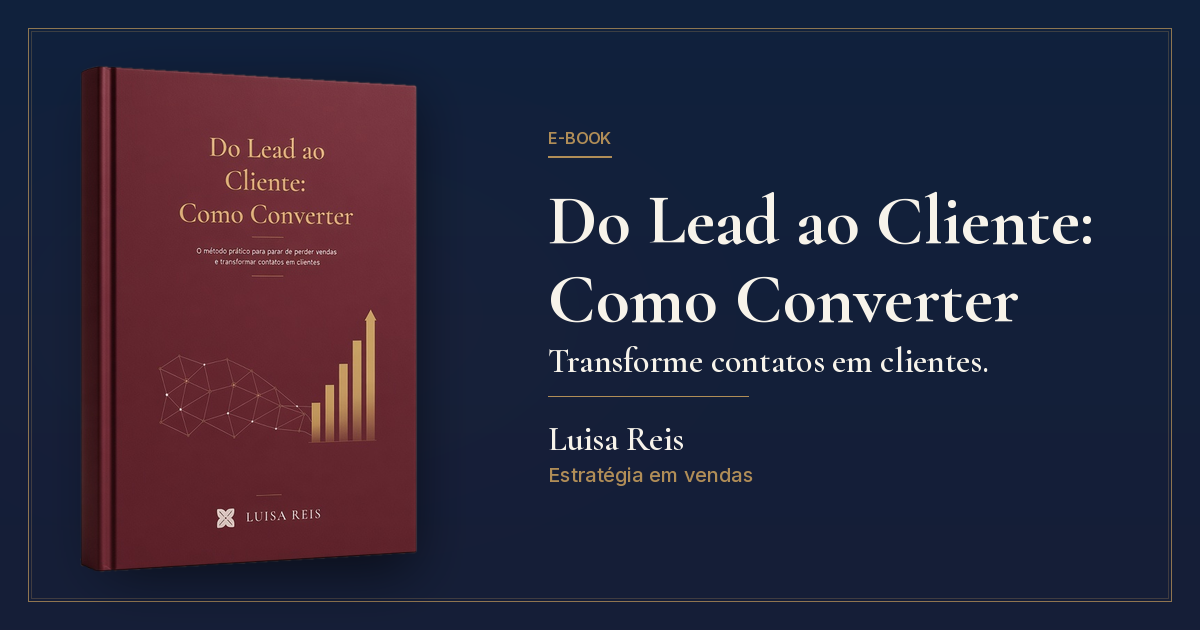 Do Lead ao
Cliente:
Como Converter
O método prático para parar de perder vendas
e transformar contatos em clientes
LUISA REIS
E-BOOK
Do Lead ao Cliente:
Como Converter
Transforme contatos em clientes.
Luisa Reis
Estratégia em vendas